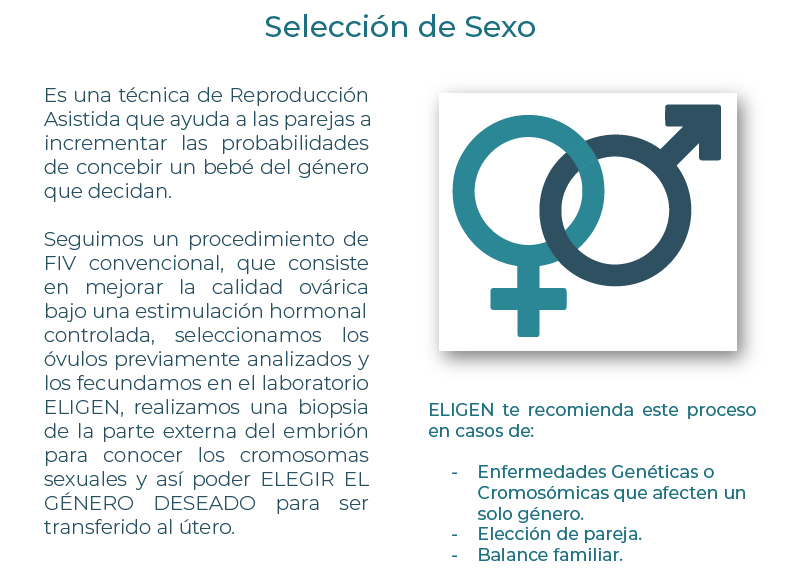 Selección de Sexo
Es una técnica de Reproducción
Asistida que ayuda a las parejas a
incrementar las probabilidades
de concebir un bebé del género
que decidan.
Seguimos un procedimiento de
FIV convencional, que consiste
en mejorar la calidad ovárica
bajo una estimulación hormonal
controlada, seleccionamos los
óvulos previamente analizados y
los fecundamos en el laboratorio
ELIGEN, realizamos una biopsia
de la parte externa del embrión
para conocer los cromosomas
sexuales y así poder ELEGIR EL
GÉNERO DESEADO para ser
transferido al útero.
ELIGEN te recomienda este proceso
en casos de:
- Enfermedades Genéticas o
Cromosómicas que afecten un
solo género.
- Elección de pareja.
- Balance familiar.